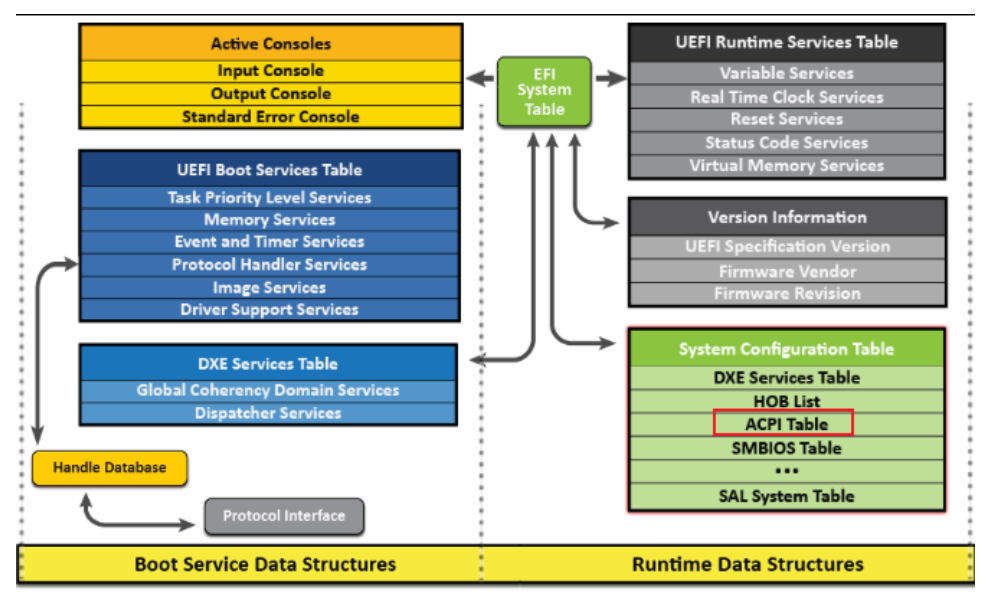 Active Consoles
Input Console
Output Console
Standard Error Console
UEFI Boot Services Table
Task Priority Level Services
Memory Services
Event and Timer Services
Protocol Handler Services
Image Services
Driver Support Services
DXE Services Table
Global Coherency Domain Services
Dispatcher Services
Handle Database
Protocol Interface
EFI
System
Table
UEFI Runtime Services Table
Variable Services
Real Time Clock Services
Reset Services
Status Code Services
Virtual Memory Services
Version Information
UEFI Specification Version
Firmware Vendor
Firmware Revision
System Configuration Table
DXE Services Table
HOB List
ACPI Table
SMBIOS Table
•••
SAL System Table
Boot Service Data Structures
Runtime Data Structures